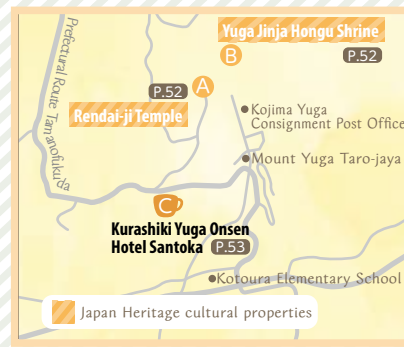 Yuga Jinja Hongu Shrine
B
P.52
P.52
A
Rendai-ji Temple
Prefectural Route Tamanofukuda
Kojima Yuga
Consignment Post Office
Mount Yuga Taro-jaya
C
Kurashiki Yuga Onsen
Hotel Santoka P.53
Kotoura Elementary School
Japan Heritage cultural properties